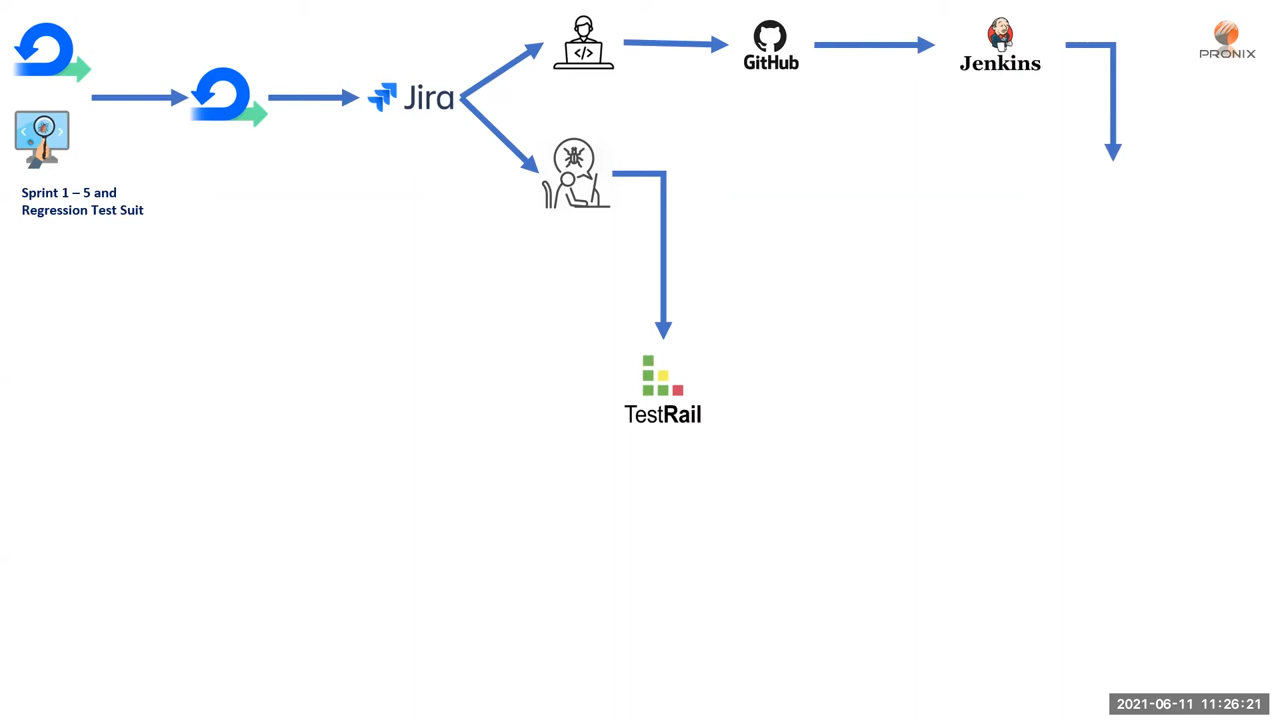 GitHub
Jenkins
PRONIX
Jira
Sprint 1 – 5 and
Regression Test Suit
TestRail
2021-06-11 11:26:21